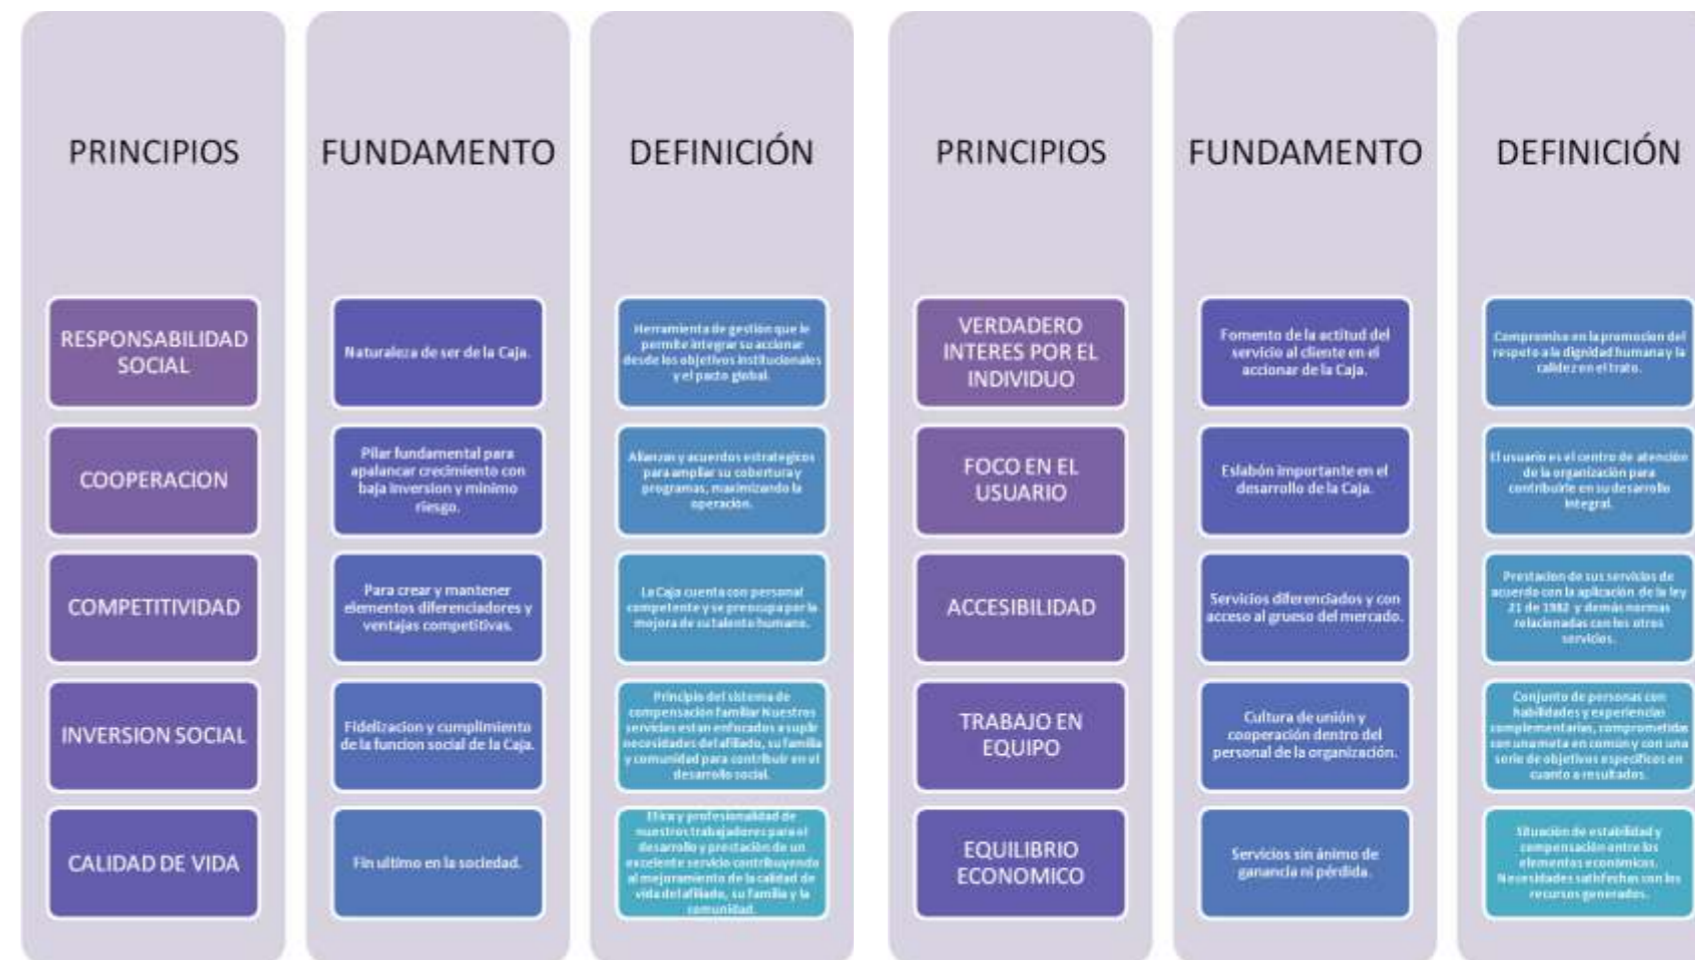 PRINCIPIOS
FUNDAMENTO
DEFINICIÓN
RESPONSABILIDAD
SOCIAL
Naturaleza de ser de la Caja.
Herramienta de gestión que le
permite integrar su accionar
desde los objetivos institucionales
y el pacto global.
COOPERACION
Pilar fundamental para
apalancar crecimiento con
baja inversion y minimo
riesgo.
Alianzas y acuerdos estrategicos
para ampliar su cobertura y
programas, maximizando la
operación.
COMPETITIVIDAD
Para crear y mantener
elementos diferenciadores y
ventajas competitivas.
La Caja cuenta con personal
competente y se preocupa por la
mejora de su talento humano.
INVERSION SOCIAL
Fidelizacion y cumplimiento
de la funcion social de la Caja.
Principio del sistema de
compensación familiar Nuestros
servicios estan enfocados a suplir
necesidades del afiliado, su familia
y comunidad para contribuir en el
desarrollo social.
CALIDAD DE VIDA
Fin ultimo en la sociedad.
Etica y profesionalidad de
nuestros trabajadores para el
desarrollo y prestación de un
excelente servicio contribuyendo
al mejoramiento de la calidad de
vida del afiliado, su familia y la
comunidad.
PRINCIPIOS
FUNDAMENTO
DEFINICIÓN
VERDADERO
INTERES POR EL
INDIVIDUO
Fomento de la actitud del
servicio al cliente en el
accionar de la Caja.
Compromiso en la promocion del
respeto a la dignidad humana y la
calidez en el trato.
FOCO EN EL
USUARIO
Eslabón importante en el
desarrollo de la Caja.
El usuario es el centro de atención
de la organización para
contribuirle en su desarrollo
integral.
ACCESIBILIDAD
Servicios diferenciados y con
acceso al grueso del mercado.
Prestacion de sus servicios de
acuerdo con la aplicación de la ley
21 de 1982 y demás normas
relacionadas con los otros
servicios.
TRABAJO EN
EQUIPO
Cultura de unión y
cooperación dentro del
personal de la organización.
Conjunto de personas con
habilidades y experiencias
complementarias, comprometidas
con una meta en común y con una
serie de objetivos específicos en
cuanto a resultados.
EQUILIBRIO
ECONOMICO
Servicios sin ánimo de
ganancia ni pérdida.
Situación de estabilidad y
compensación entre los
elementos económicos.
Necesidades satisfechas con los
recursos generados.